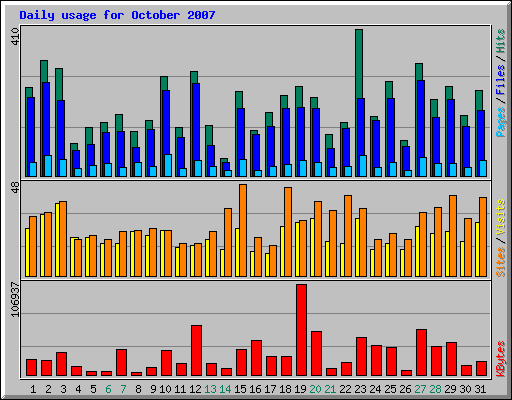 Daily usage for October 2007
410
48
106937
Pages / Files / Hits
Sites / Visits
KBytes
1 2 3 4 5 6 7 8 9 10 11 12 13 14 15 16 17 18 19 20 21 22 23 24 25 26 27 28 29 30 31